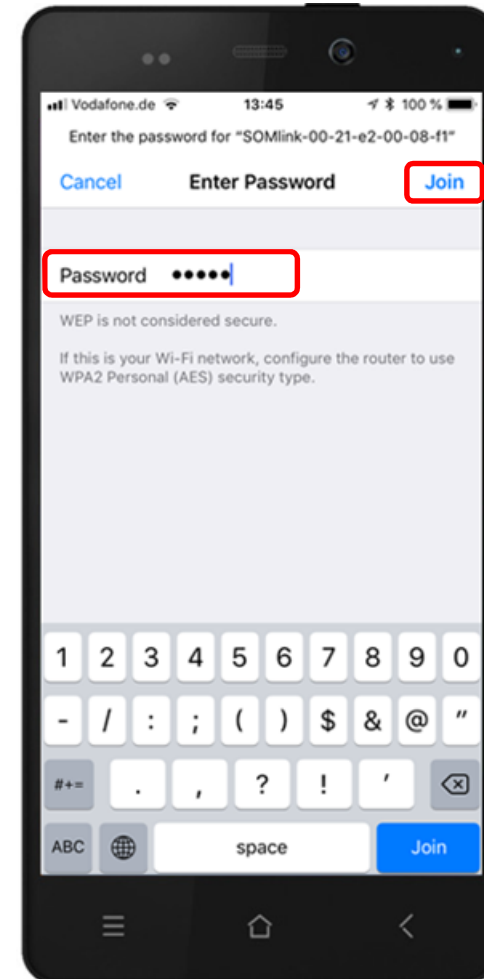 Vodafone.de 13:45 100 %
Enter the password for "SOMlink-00-21-e2-00-08-f1"
Cancel Enter Password Join
Password •••••
WEP is not considered secure.
If this is your Wi-Fi network, configure the router to use
WPA2 Personal (AES) security type.
1 2 3 4 5 6 7 8 9 0
- / : ; ( ) $ & @ "
#+= . , ? ! '
ABC space Join